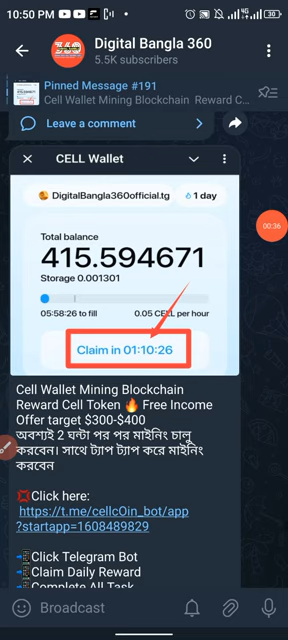 10:50 PM
4G
30
360
Digital Bangla 360
5.5K subscribers
Pinned Message #191
Cell Wallet Mining Blockchain Reward C...
Leave a comment
CELL Wallet
DigitalBangla360official.tg
1 day
00:36
Total balance
415.594671
Storage 0.001301
05:58:26 to fill
0.05 CELL per hour
Claim in 01:10:26
Cell Wallet Mining Blockchain
Reward Cell Token 🔥 Free Income
Offer target $300-$400
অবশ্যই 2 ঘন্টা পর পর মাইনিং চালু
করবেন। সাথে ট্যাপ ট্যাপ করে মাইনিং
করবেন
💢Click here:
https://t.me/cellcOin_bot/app
?startapp=1608489829
Click Telegram Bot
Claim Daily Reward
Complete All Task
Broadcast